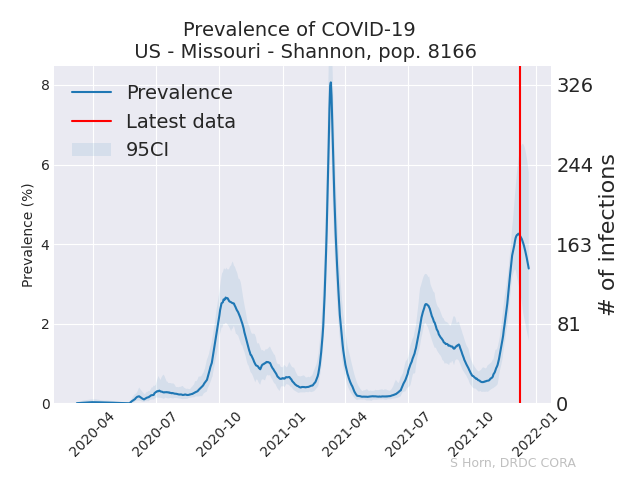 Prevalence of COVID-19
US - Missouri - Shannon, pop. 8166
Prevalence
Latest data
95CI
Prevalence (%)
8
6
4
2
0
326
244
163
81
0
# of infections
2020-04
2020-07
2020-10
2021-01
2021-04
2021-07
2021-10
2022-01
S Horn, DRDC CORA